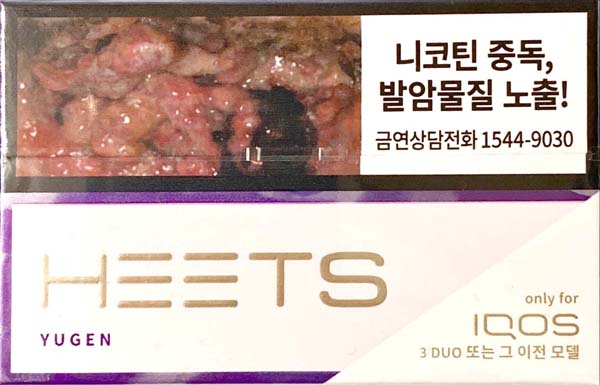 니코틴 중독,
발암물질 노출!
금연상담전화 1544-9030
HEETS
YUGEN
only for
IQOS
3 DUO 또는 그 이전 모델